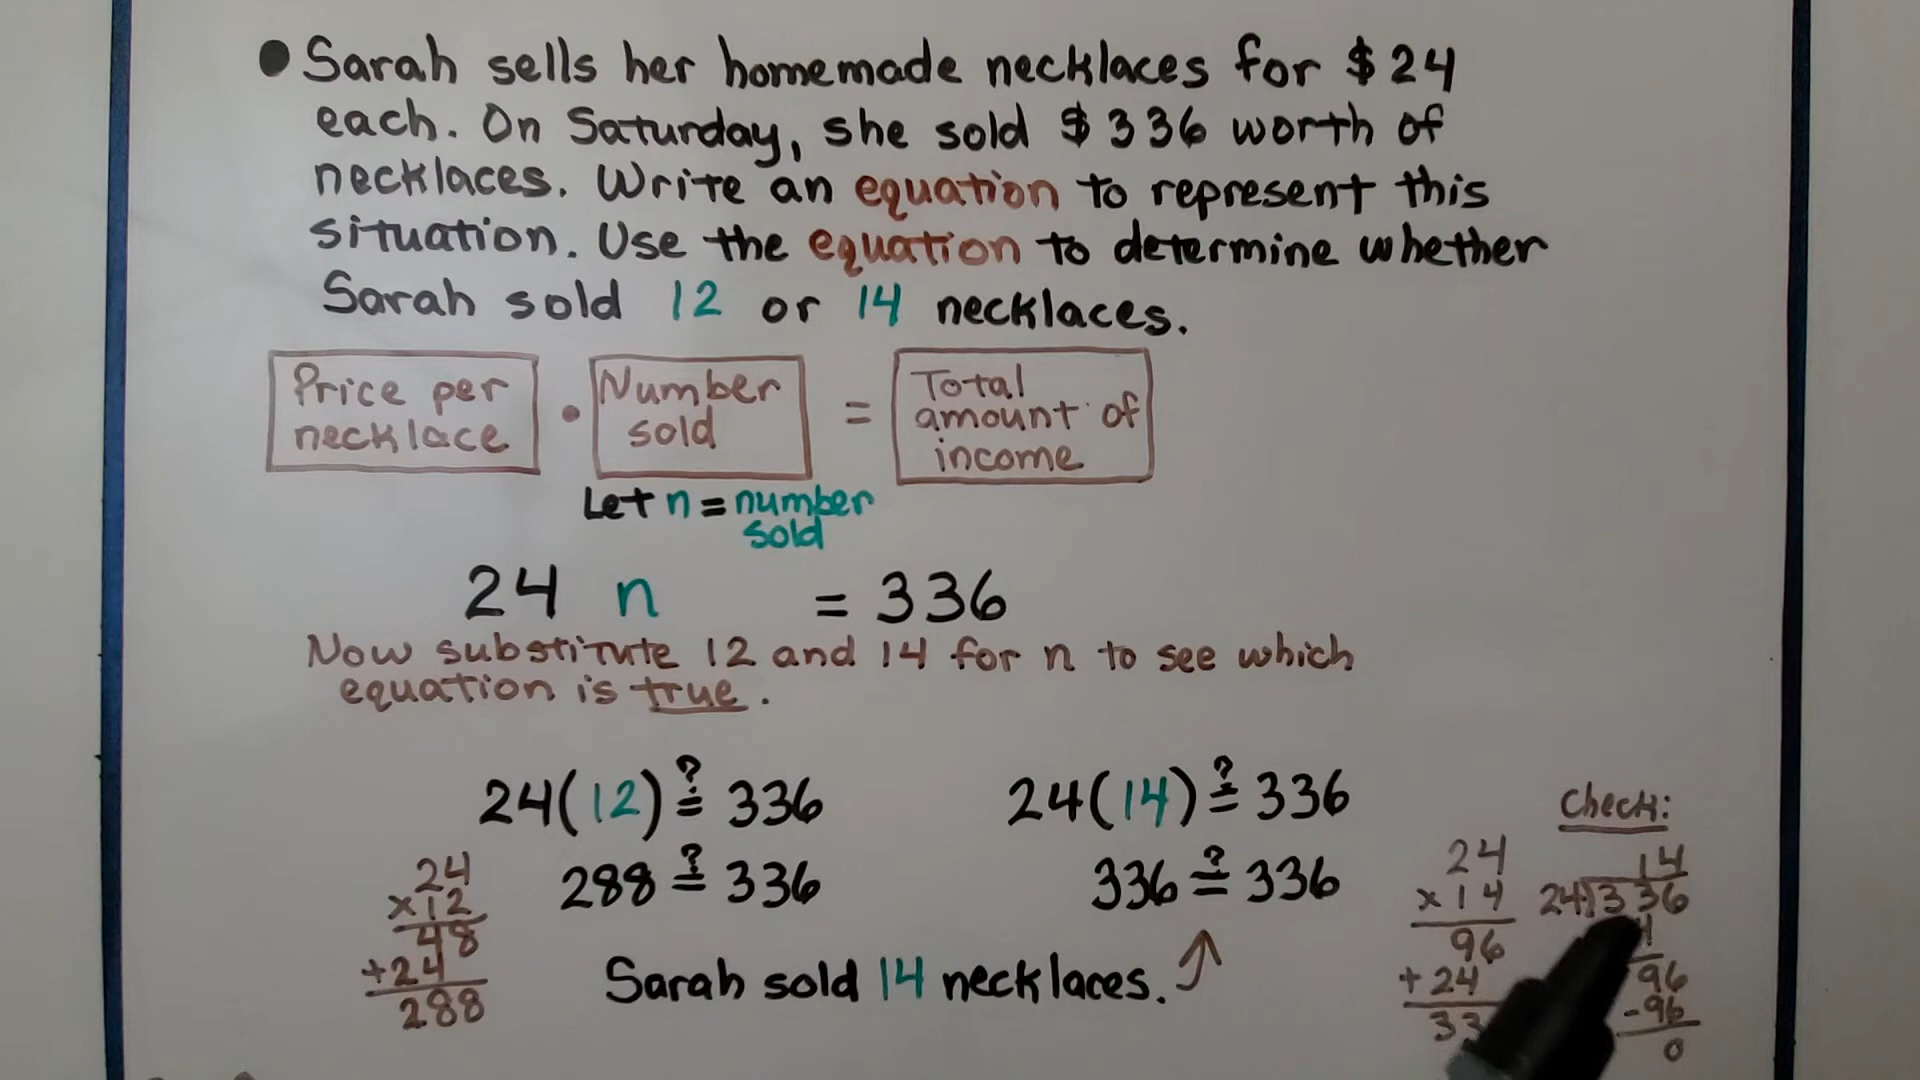 ● Sarah sells her homemade necklaces for $24
each. On Saturday, she sold $336 worth of
necklaces. Write an equation to represent this
situation. Use the equation to determine whether
Sarah sold 12 or 14 necklaces.
Price per necklace • Number sold = Total amount of income
Let n = number sold
24 n = 336
Now substitute 12 and 14 for n to see which
equation is true.
24(12) ≟ 336
288 ≟ 336
24
x12
48
+24
288
24(14) ≟ 336
336 ≟ 336
Sarah sold 14 necklaces.
24
x14
96
+24
Check:
14
24)336
96
-96
0